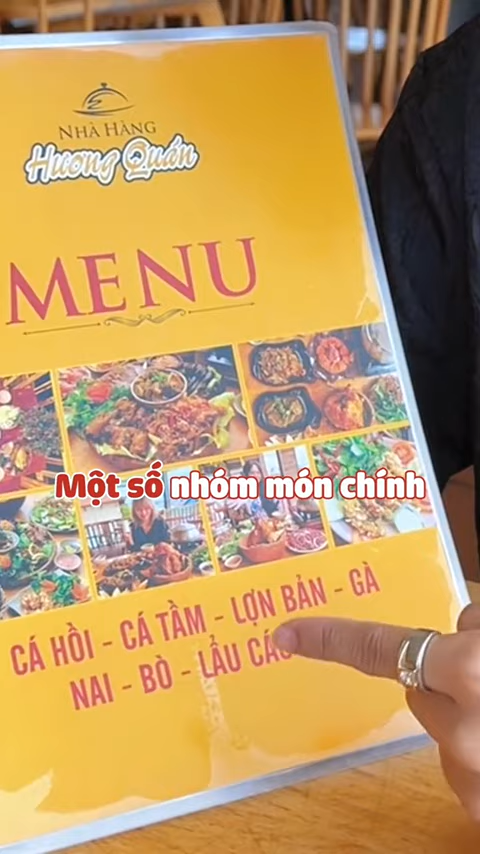 NHÀ HÀNG
Hương Quán
MENU
Một số nhóm món chính
CÁ HỒI - CÁ TẦM - LỢN BẢN - GÀ
NAI - BÒ - LẨU CÁC